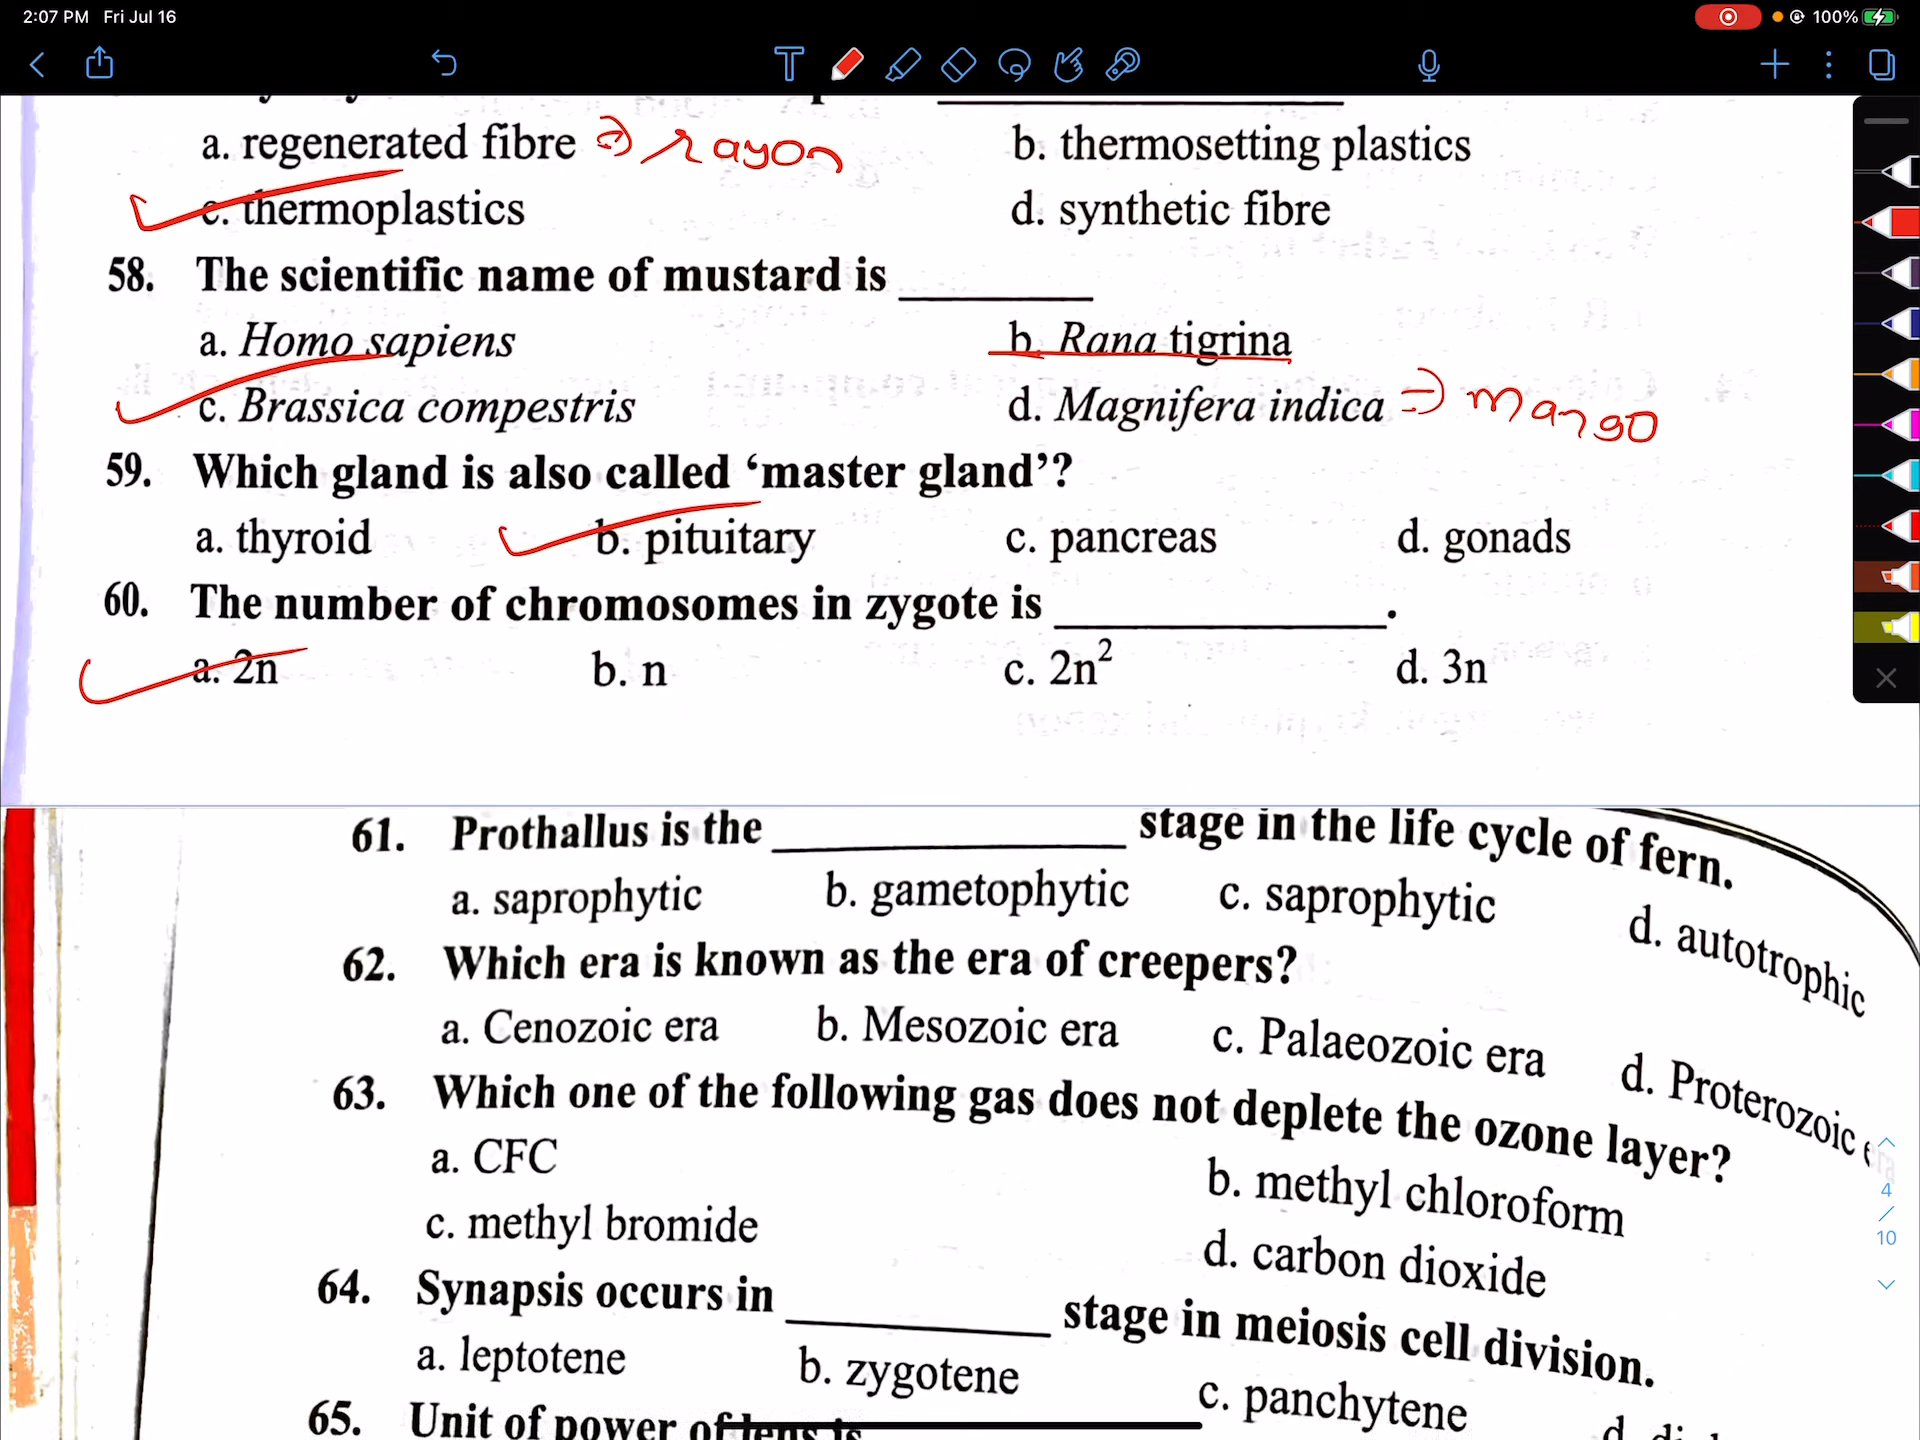 2:07 PM Fri Jul 16
100%
a. regenerated fibre ⇒ rayon b. thermosetting plastics
c. thermoplastics d. synthetic fibre
58. The scientific name of mustard is __________
a. Homo sapiens b. Rana tigrina
c. Brassica compestris d. Magnifera indica ⇒ mango
59. Which gland is also called ‘master gland’?
a. thyroid b. pituitary c. pancreas d. gonads
60. The number of chromosomes in zygote is __________.
a. 2n b. n c. 2n² d. 3n
61. Prothallus is the __________ stage in the life cycle of fern.
a. saprophytic b. gametophytic c. saprophytic d. autotrophic
62. Which era is known as the era of creepers?
a. Cenozoic era b. Mesozoic era c. Palaeozoic era d. Proterozoic era
63. Which one of the following gas does not deplete the ozone layer?
a. CFC b. methyl chloroform
c. methyl bromide d. carbon dioxide
64. Synapsis occurs in __________ stage in meiosis cell division.
a. leptotene b. zygotene c. panchytene
65. Unit of power of lens is
4
/
10